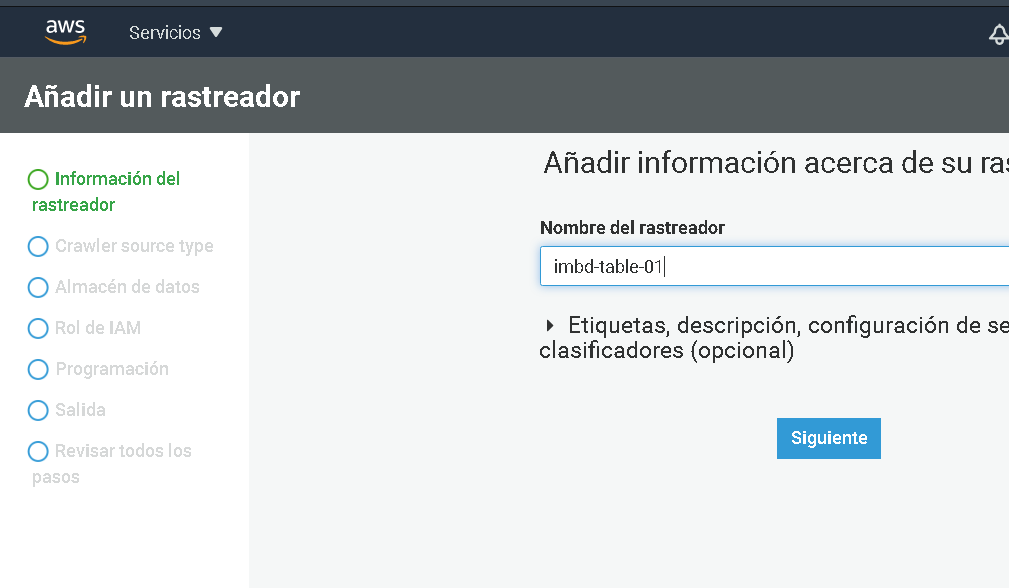 aws
Servicios
Añadir un rastreador
Información del
rastreador
Crawler source type
Almacén de datos
Rol de IAM
Programación
Salida
Revisar todos los
pasos
Añadir información acerca de su
Nombre del rastreador
imbd-table-01
Etiquetas, descripción, configuración de
clasificadores (opcional)
Siguiente